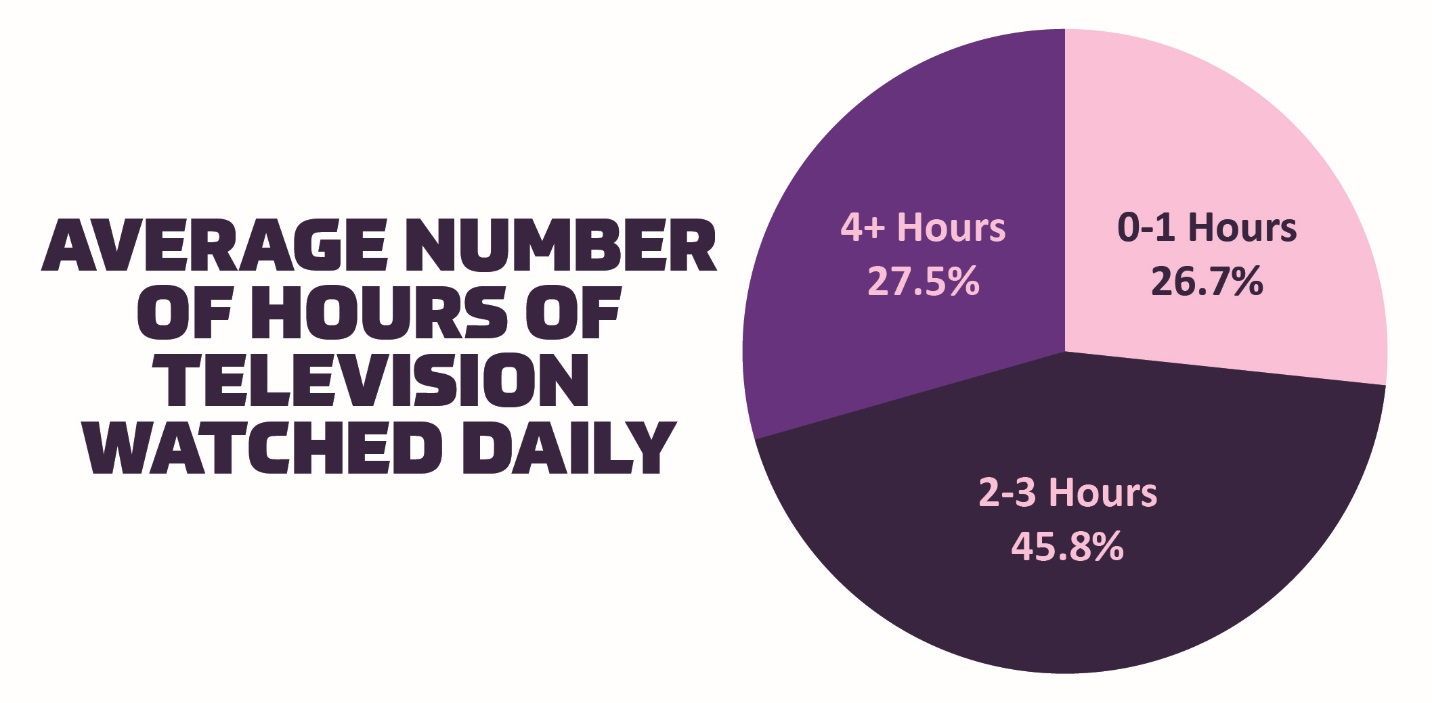 AVERAGE NUMBER
OF HOURS OF
TELEVISION
WATCHED DAILY
4+ Hours
27.5%
0-1 Hours
26.7%
2-3 Hours
45.8%